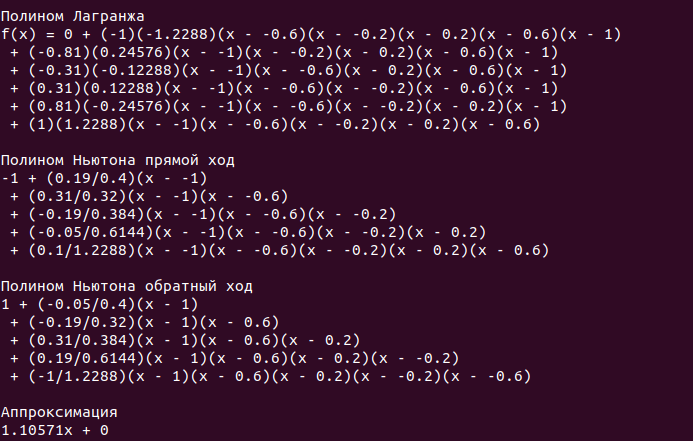 Полином Лагранжа
f(x) = 0 + (-1)(-1.2288)(x - -0.6)(x - -0.2)(x - 0.2)(x - 0.6)(x - 1)
+ (-0.81)(0.24576)(x - -1)(x - -0.2)(x - 0.2)(x - 0.6)(x - 1)
+ (-0.31)(-0.12288)(x - -1)(x - -0.6)(x - 0.2)(x - 0.6)(x - 1)
+ (0.31)(0.12288)(x - -1)(x - -0.6)(x - -0.2)(x - 0.6)(x - 1)
+ (0.81)(-0.24576)(x - -1)(x - -0.6)(x - -0.2)(x - 0.2)(x - 1)
+ (1)(1.2288)(x - -1)(x - -0.6)(x - -0.2)(x - 0.2)(x - 0.6)
Полином Ньютона прямой ход
-1 + (0.19/0.4)(x - -1)
+ (0.31/0.32)(x - -1)(x - -0.6)
+ (-0.19/0.384)(x - -1)(x - -0.6)(x - -0.2)
+ (-0.05/0.6144)(x - -1)(x - -0.6)(x - -0.2)(x - 0.2)
+ (0.1/1.2288)(x - -1)(x - -0.6)(x - -0.2)(x - 0.2)(x - 0.6)
Полином Ньютона обратный ход
1 + (-0.05/0.4)(x - 1)
+ (-0.19/0.32)(x - 1)(x - 0.6)
+ (0.31/0.384)(x - 1)(x - 0.6)(x - 0.2)
+ (0.19/0.6144)(x - 1)(x - 0.6)(x - 0.2)(x - -0.2)
+ (-1/1.2288)(x - 1)(x - 0.6)(x - 0.2)(x - -0.2)(x - -0.6)
Аппроксимация
1.10571x + 0